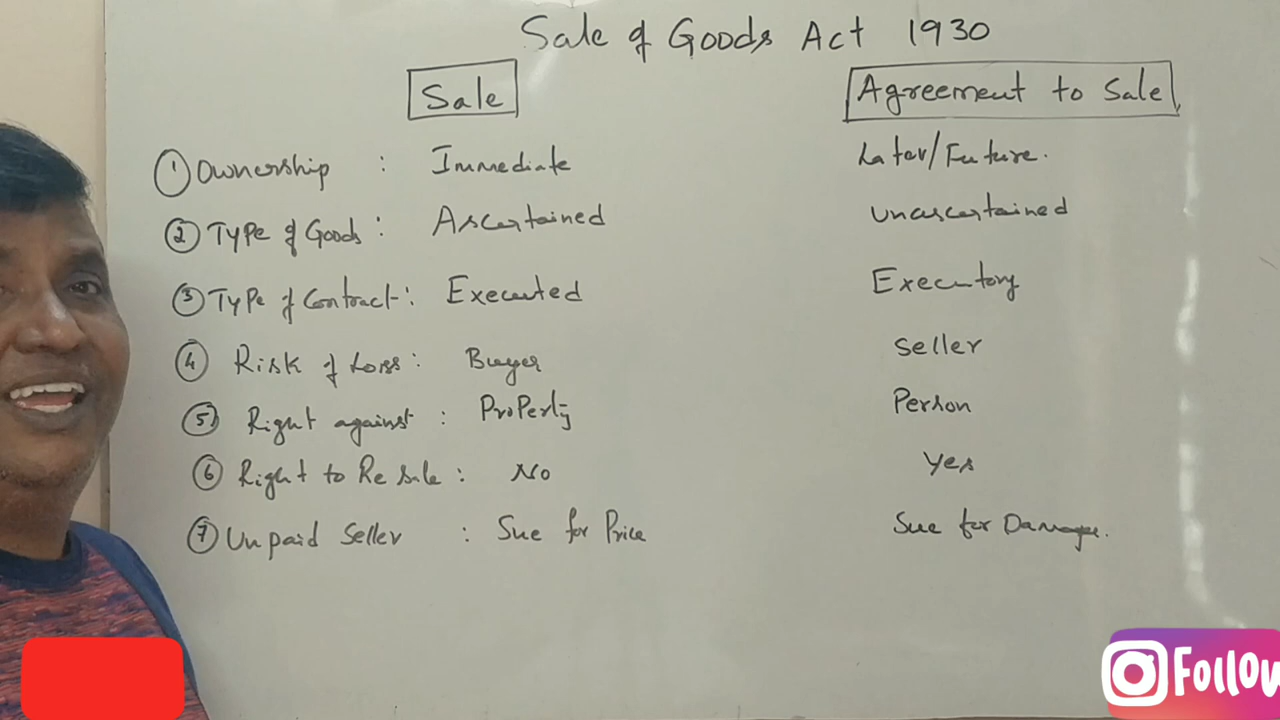 Sale of Goods Act 1930
Sale Agreement to Sale
① Ownership : Immediate Later/Future.
② Type of Goods : Ascertained unascertained
③ Type of Contract : Executed Executory
④ Risk of Loss : Buyer Seller
⑤ Right against : Property Person
⑥ Right to Re sale : No Yes
⑦ Unpaid Seller : Sue for Price Sue for Damages.
Follow